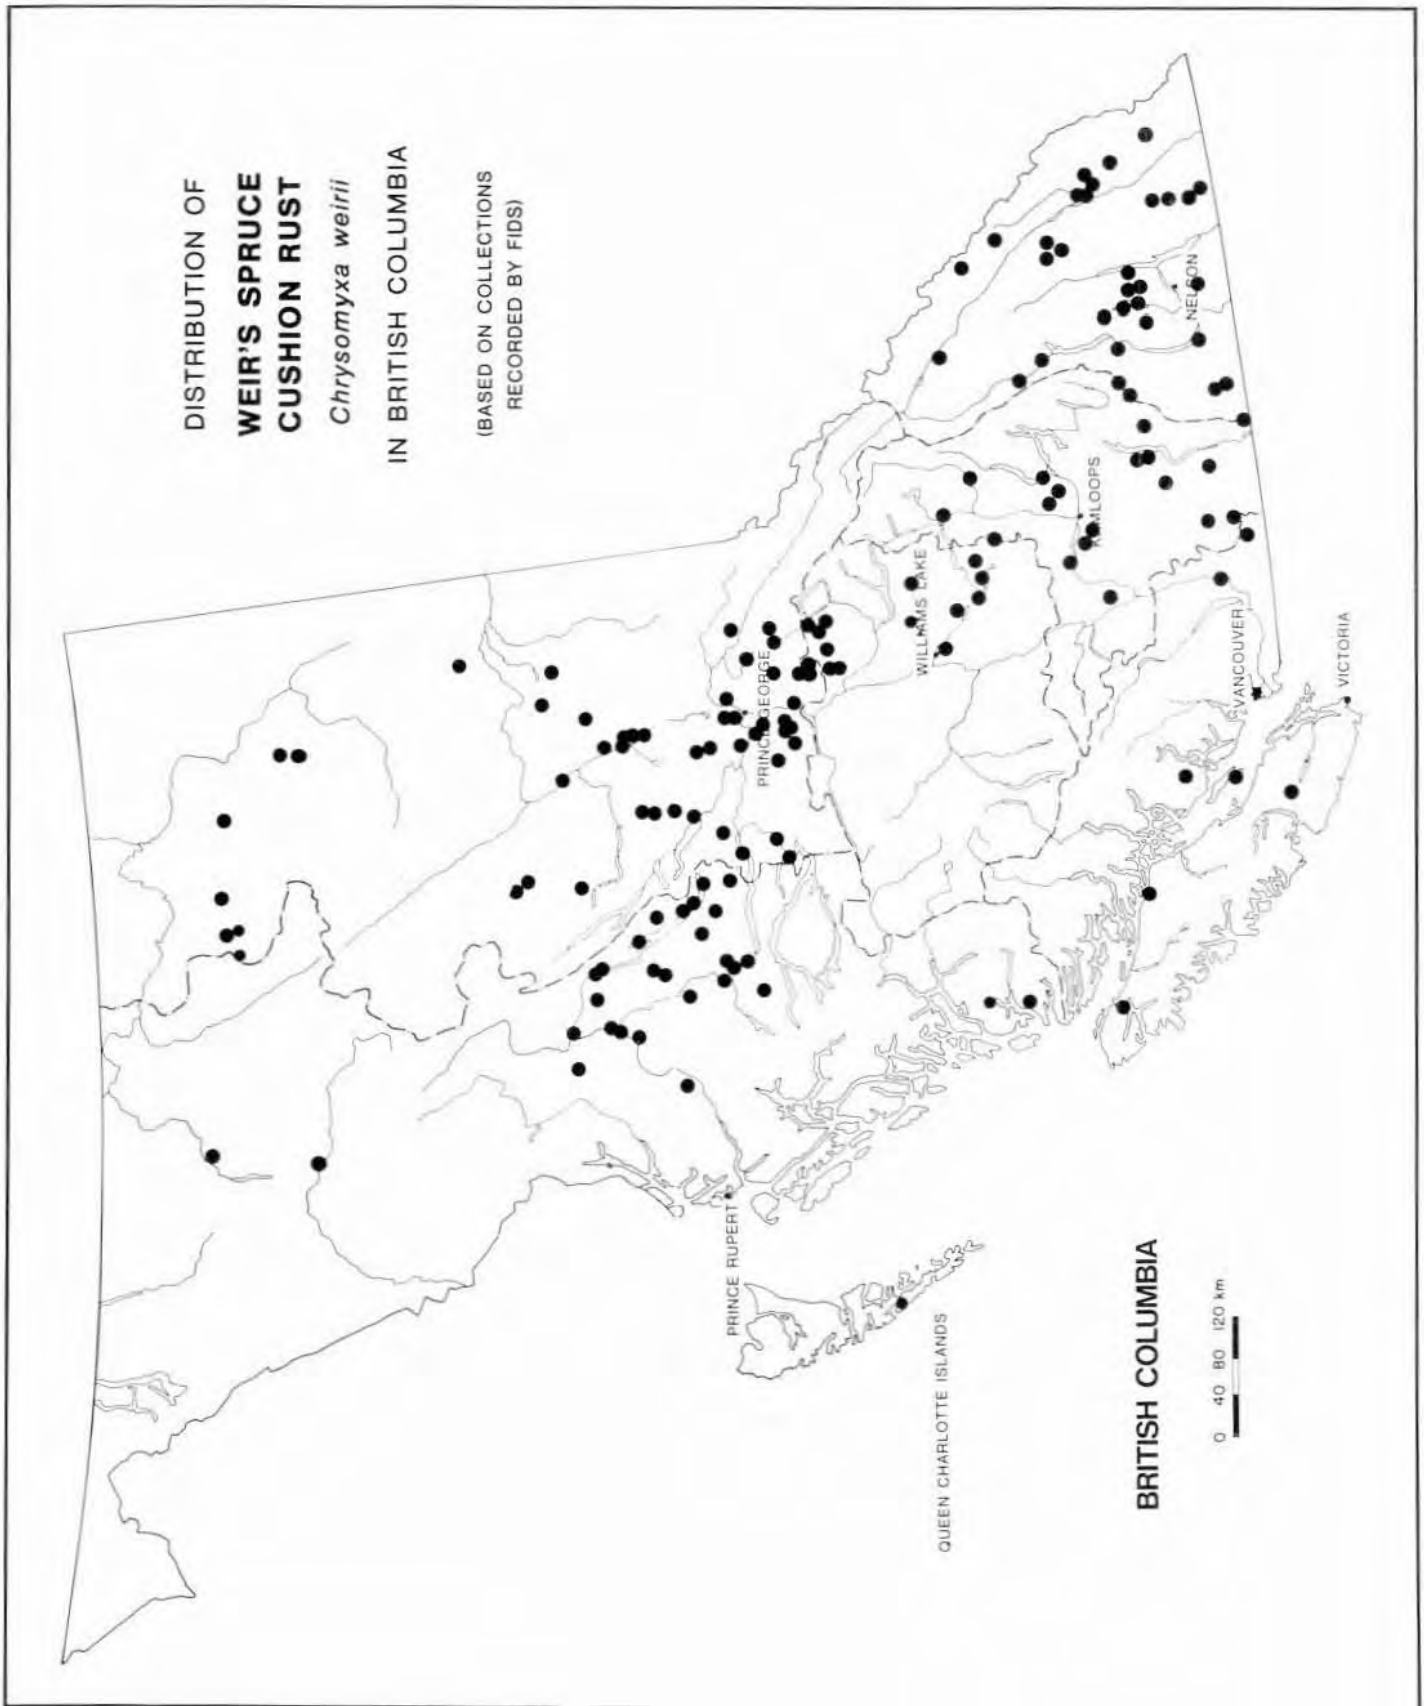 DISTRIBUTION OF
WEIR'S SPRUCE
CUSHION RUST
Chrysomyxa weirii
IN BRITISH COLUMBIA
(BASED ON COLLECTIONS
RECORDED BY FIDS)
PRINCE RUPERT
PRINCE GEORGE
QUEEN CHARLOTTE ISLANDS
WILLIAMS LAKE
KAMLOOPS
NELSON
VANCOUVER
VICTORIA
BRITISH COLUMBIA
0 40 80 120 km